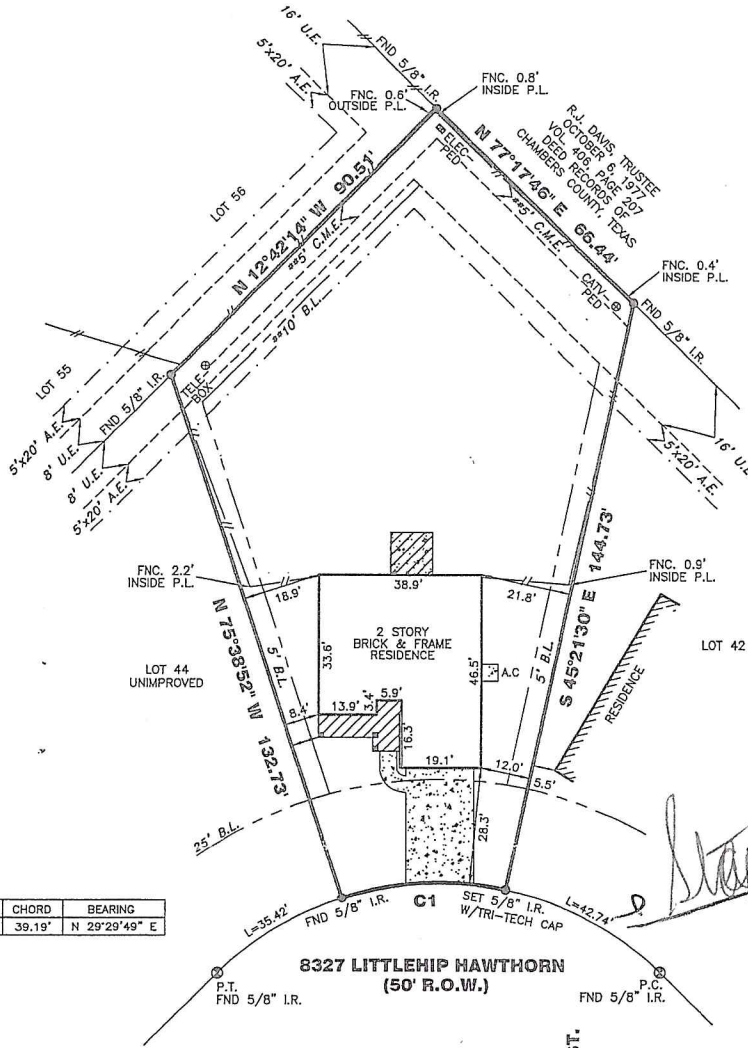 16' U.E.
5'x20' A.E.
FND 5/8" I.R.
FNC. 0.6'
OUTSIDE P.L.
FNC. 0.8'
INSIDE P.L.
ELEC
PED
R.J. DAVIS, TRUSTEE
OCTOBER 6, 1977
VOL. 406, PAGE 207
DEED RECORDS OF
CHAMBERS COUNTY, TEXAS
LOT 56
N 12°42'14" W 90.51'
N 77°17'46" E 66.44'
**5' C.M.E.
**5' C.M.E.
**10' B.L.
CATV
PED
FNC. 0.4'
INSIDE P.L.
FND 5/8" I.R.
LOT 55
FND 5/8" I.R.
TELE
BOX
5'x20' A.E.
8' U.E.
8' U.E.
5'x20' A.E.
16' U.E.
5'x20' A.E.
FNC. 2.2'
INSIDE P.L.
18.9'
38.9'
21.8'
FNC. 0.9'
INSIDE P.L.
N 75°38'52" W 132.73'
5' B.L.
33.6'
2 STORY
BRICK & FRAME
RESIDENCE
46.5'
A.C
5' B.L.
S 45°21'30" E 144.73'
LOT 44
UNIMPROVED
RESIDENCE
LOT 42
8.4'
13.9'
3.4'
5.9'
16.3'
19.1'
12.0'
5.5'
25' B.L.
28.3'
CHORD BEARING
39.19' N 29°29'49" E
L=35.42'
FND 5/8" I.R.
C1
SET 5/8" I.R.
W/TRI-TECH CAP
L=42.74'
8327 LITTLEHIP HAWTHORN
(50' R.O.W.)
P.T.
FND 5/8" I.R.
P.C.
FND 5/8" I.R.
ST.